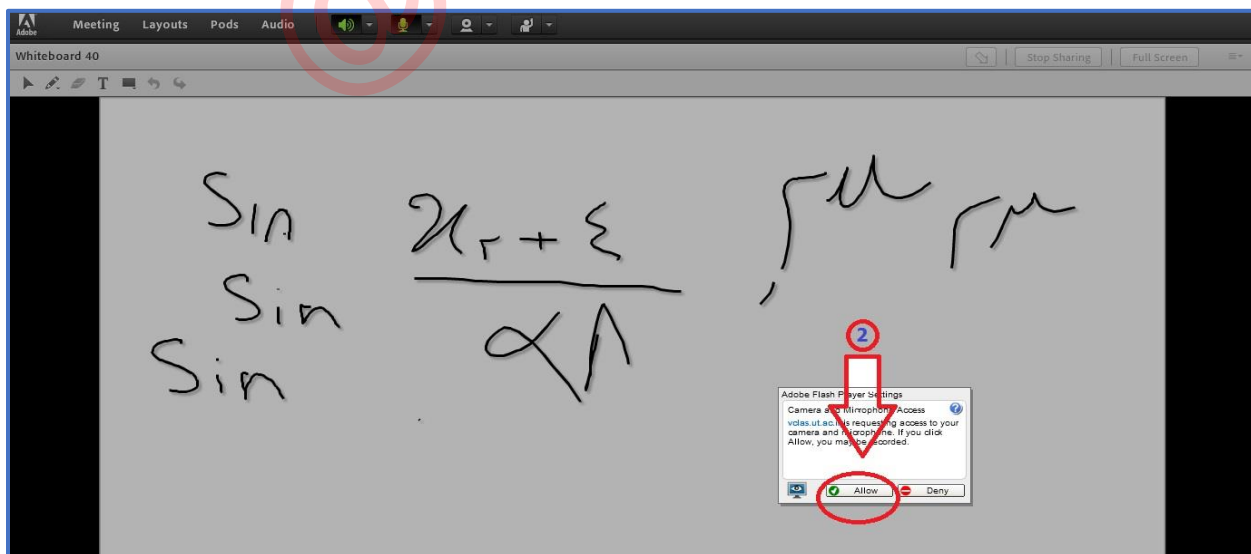 Adobe Meeting Layouts Pods Audio
Whiteboard 40 Stop Sharing Full Screen
T
Sin
Sin
Sin
2
Adobe Flash Player Settings
Camera and Microphone Access
vclas.ut.ac.ir is requesting access to your
camera and microphone. If you click
Allow, you may be recorded.
Allow Deny